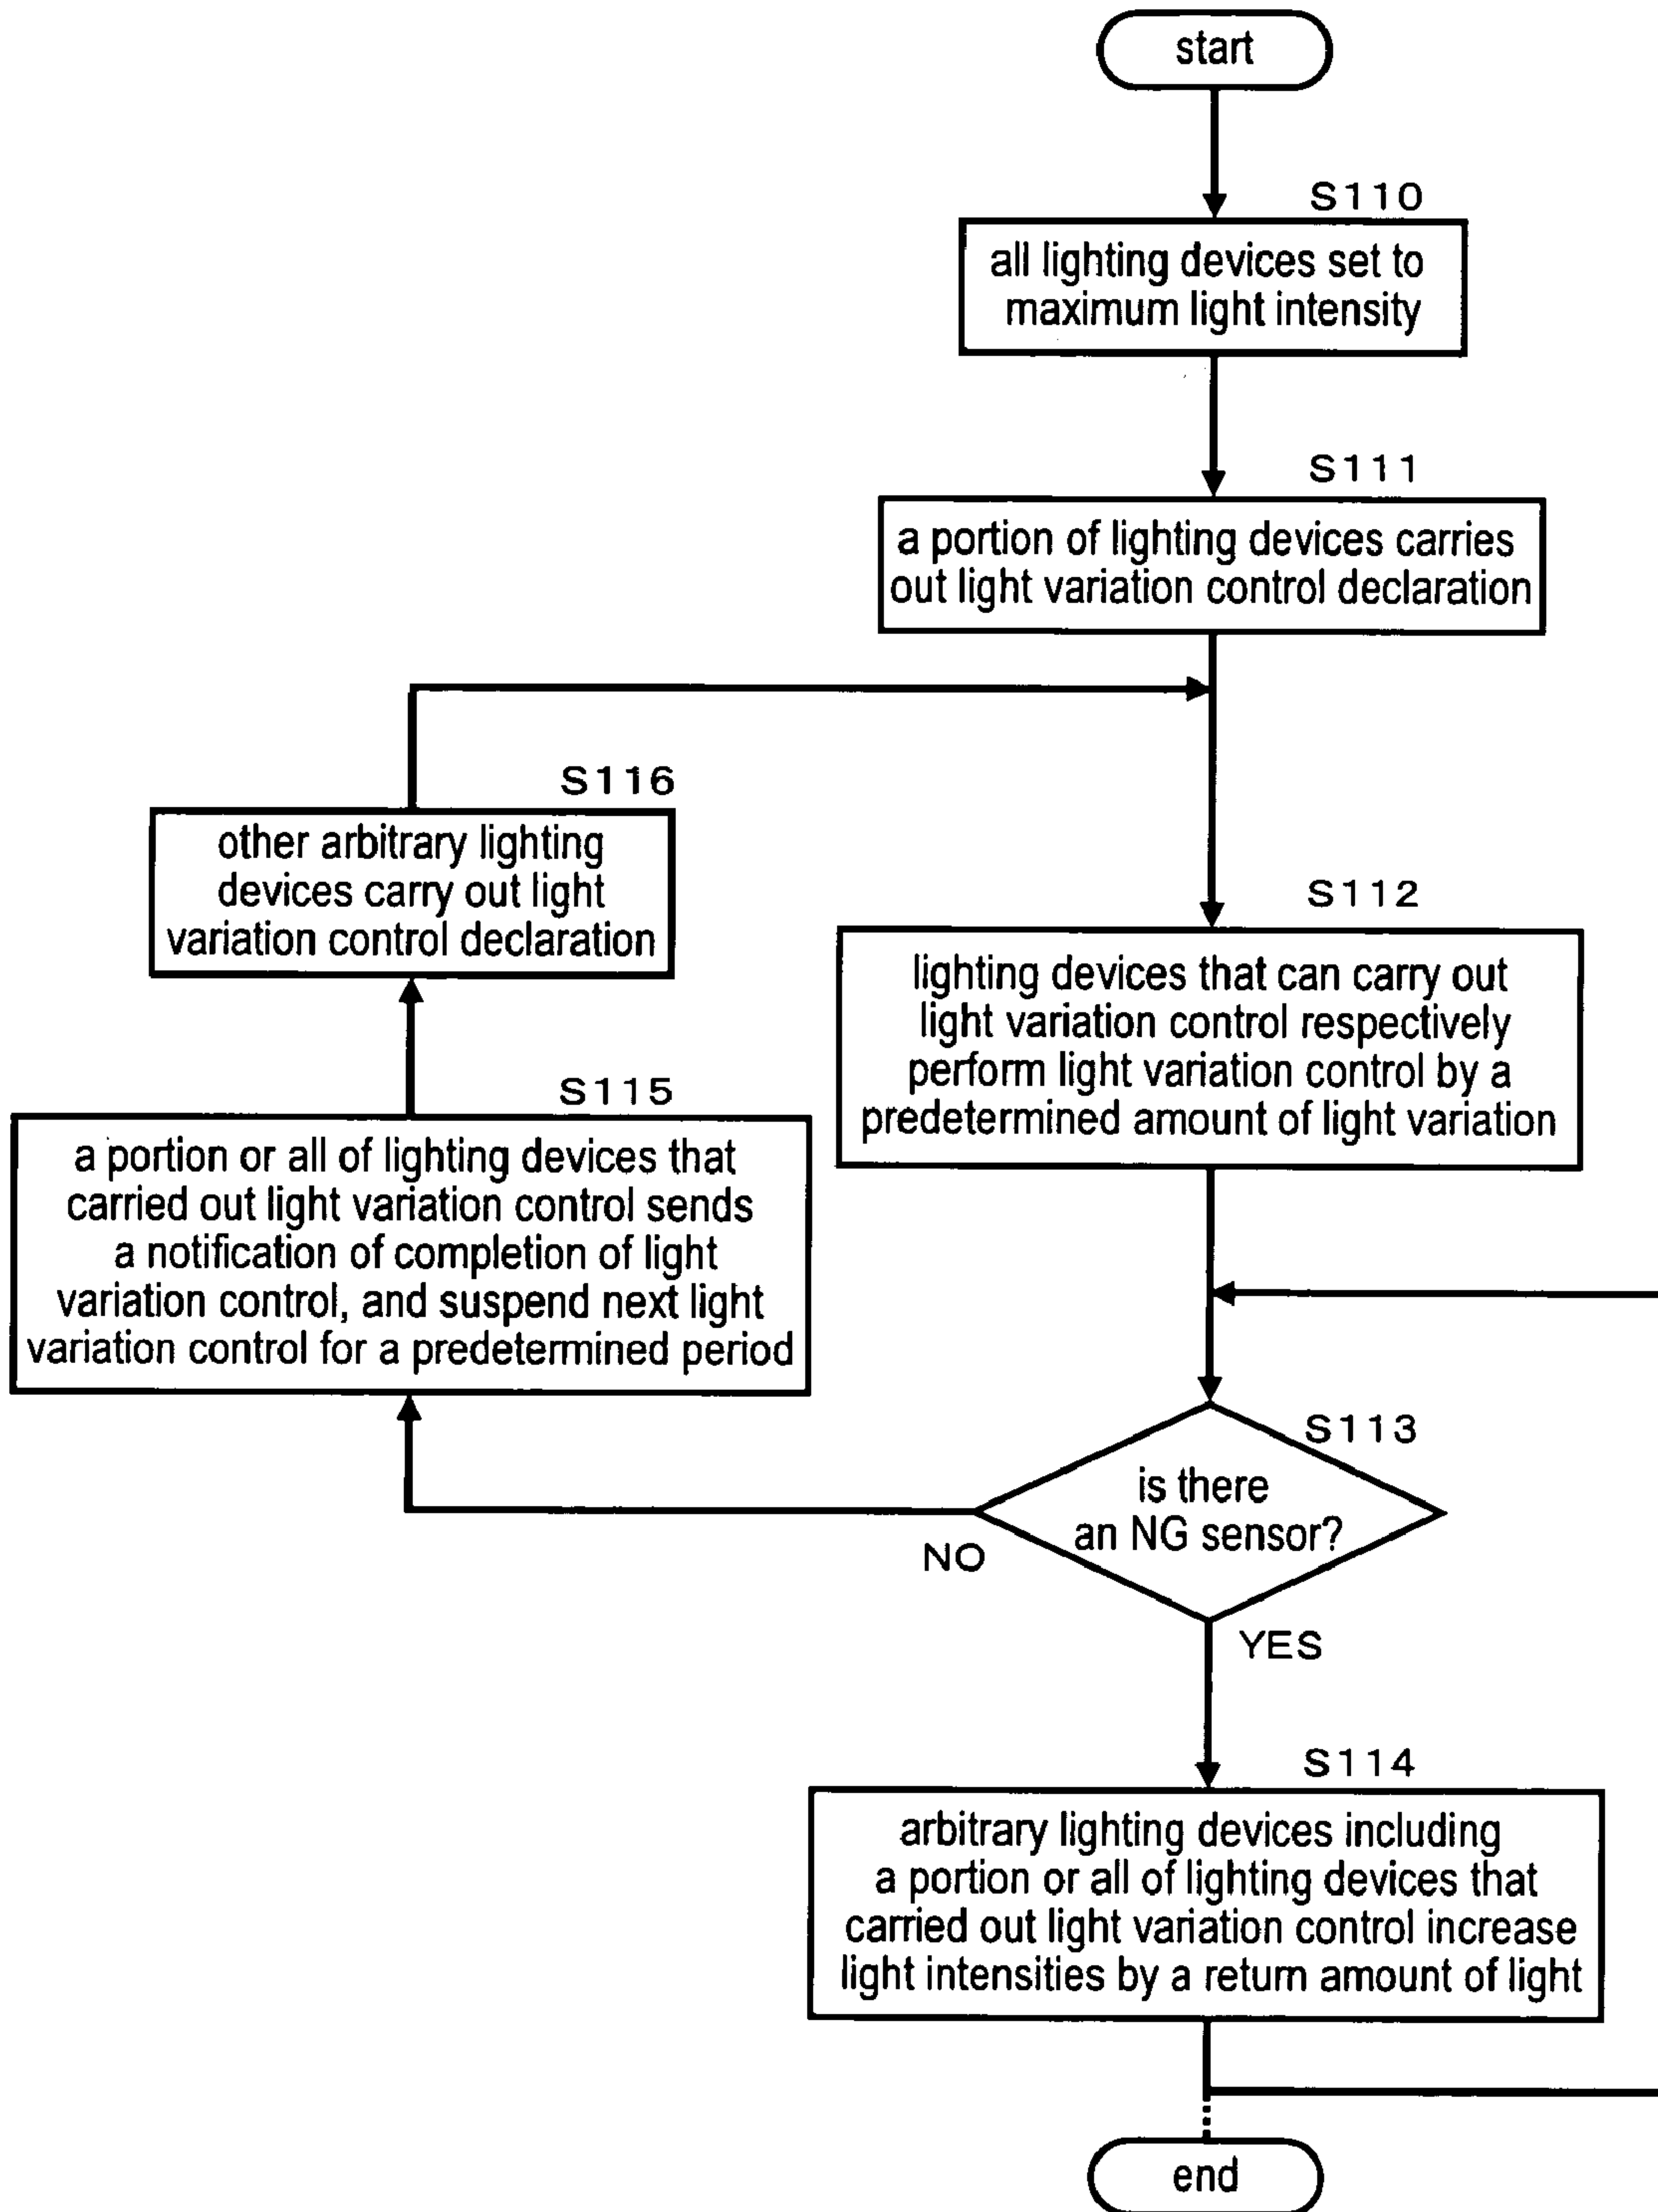 start
S110
all lighting devices set to
maximum light intensity
S111
a portion of lighting devices carries
out light variation control declaration
S116
other arbitrary lighting
devices carry out light
variation control declaration
S112
lighting devices that can carry out
light variation control respectively
perform light variation control by a
predetermined amount of light variation
S115
a portion or all of lighting devices that
carried out light variation control sends
a notification of completion of light
variation control, and suspend next light
variation control for a predetermined period
S113
is there
an NG sensor?
NO
YES
S114
arbitrary lighting devices including
a portion or all of lighting devices that
carried out light variation control increase
light intensities by a return amount of light
end